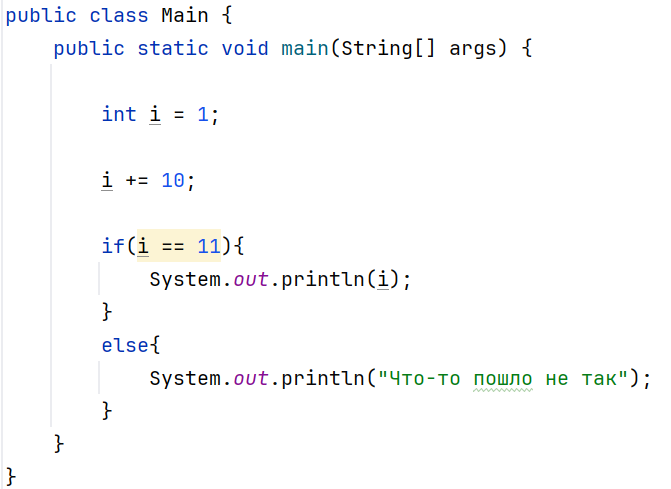 public class Main {
    public static void main(String[] args) {
        int i = 1;
        i += 10;
        if(i == 11){
            System.out.println(i);
        }
        else{
            System.out.println("Что-то пошло не так");
        }
    }
}